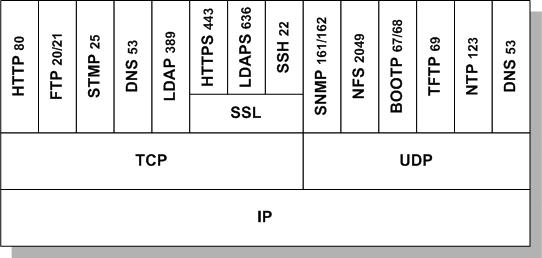 HTTP 80
FTP 20/21
STMP 25
DNS 53
LDAP 389
HTTPS 443
LDAPS 636
SSH 22
SNMP 161/162
NFS 2049
BOOTP 67/68
TFTP 69
NTP 123
DNS 53
SSL
TCP
UDP
IP